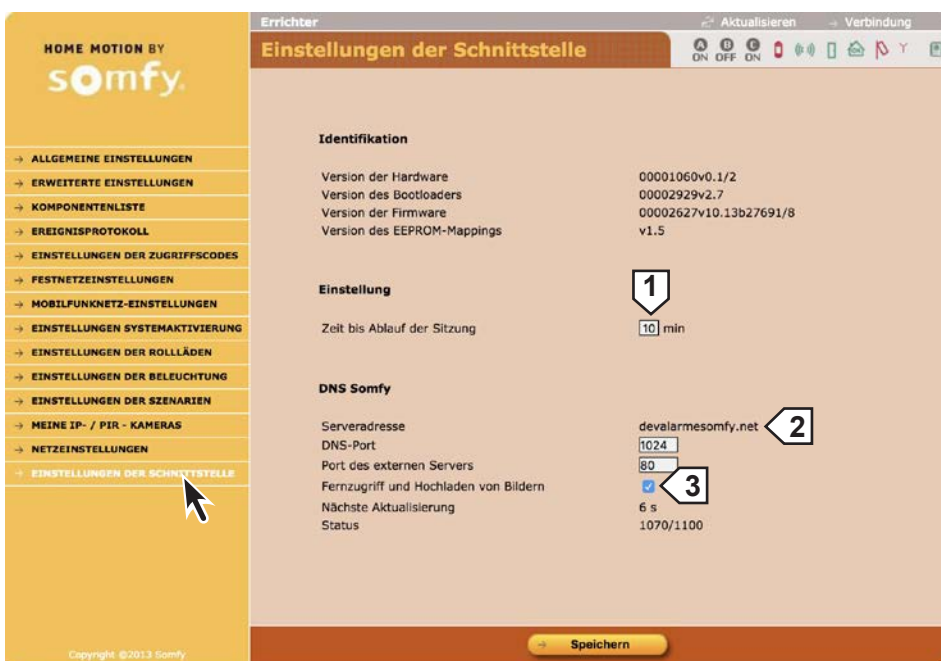 Errichter
Aktualisieren
→ Verbindung
HOME MOTION BY
somfy.
Einstellungen der Schnittstelle
A B C
ON OFF ON
→ ALLGEMEINE EINSTELLUNGEN
→ ERWEITERTE EINSTELLUNGEN
→ KOMPONENTENLISTE
→ EREIGNISPROTOKOLL
→ EINSTELLUNGEN DER ZUGRIFFSCODES
→ FESTNETZEINSTELLUNGEN
→ MOBILFUNKNETZ-EINSTELLUNGEN
→ EINSTELLUNGEN SYSTEMAKTIVIERUNG
→ EINSTELLUNGEN DER ROLLLÄDEN
→ EINSTELLUNGEN DER BELEUCHTUNG
→ EINSTELLUNGEN DER SZENARIEN
→ MEINE IP- / PIR - KAMERAS
→ NETZEINSTELLUNGEN
→ EINSTELLUNGEN DER SCHNITTSTELLE
Copyright ©2013 Somfy
Identifikation
Version der Hardware 00001060v0.1/2
Version des Bootloaders 00002929v2.7
Version der Firmware 00002627v10.13b27691/8
Version des EEPROM-Mappings v1.5
Einstellung
1
Zeit bis Ablauf der Sitzung 10 min
DNS Somfy
Serveradresse devalarmesomfy.net 2
DNS-Port 1024
Port des externen Servers 80
Fernzugriff und Hochladen von Bildern 3
Nächste Aktualisierung 6 s
Status 1070/1100
→ Speichern